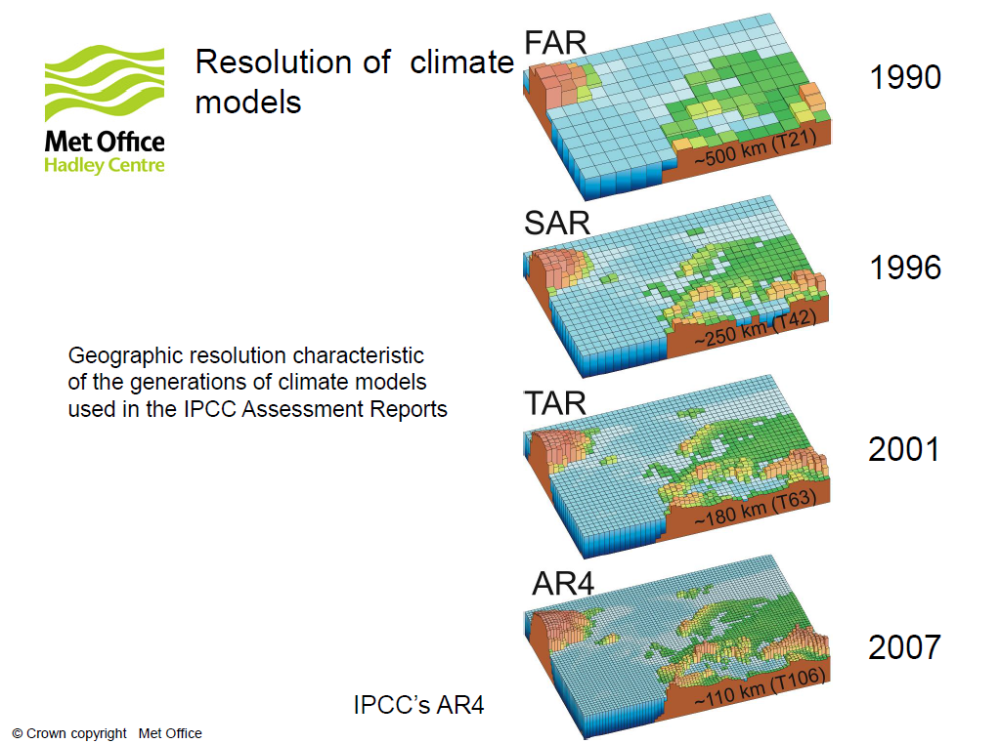 Resolution of climate
models
Met Office
Hadley Centre
FAR
1990
~500 km (T21)
SAR
1996
~250 km (T42)
Geographic resolution characteristic
of the generations of climate models
used in the IPCC Assessment Reports
TAR
2001
~180 km (T63)
AR4
2007
~110 km (T106)
IPCC’s AR4
© Crown copyright Met Office